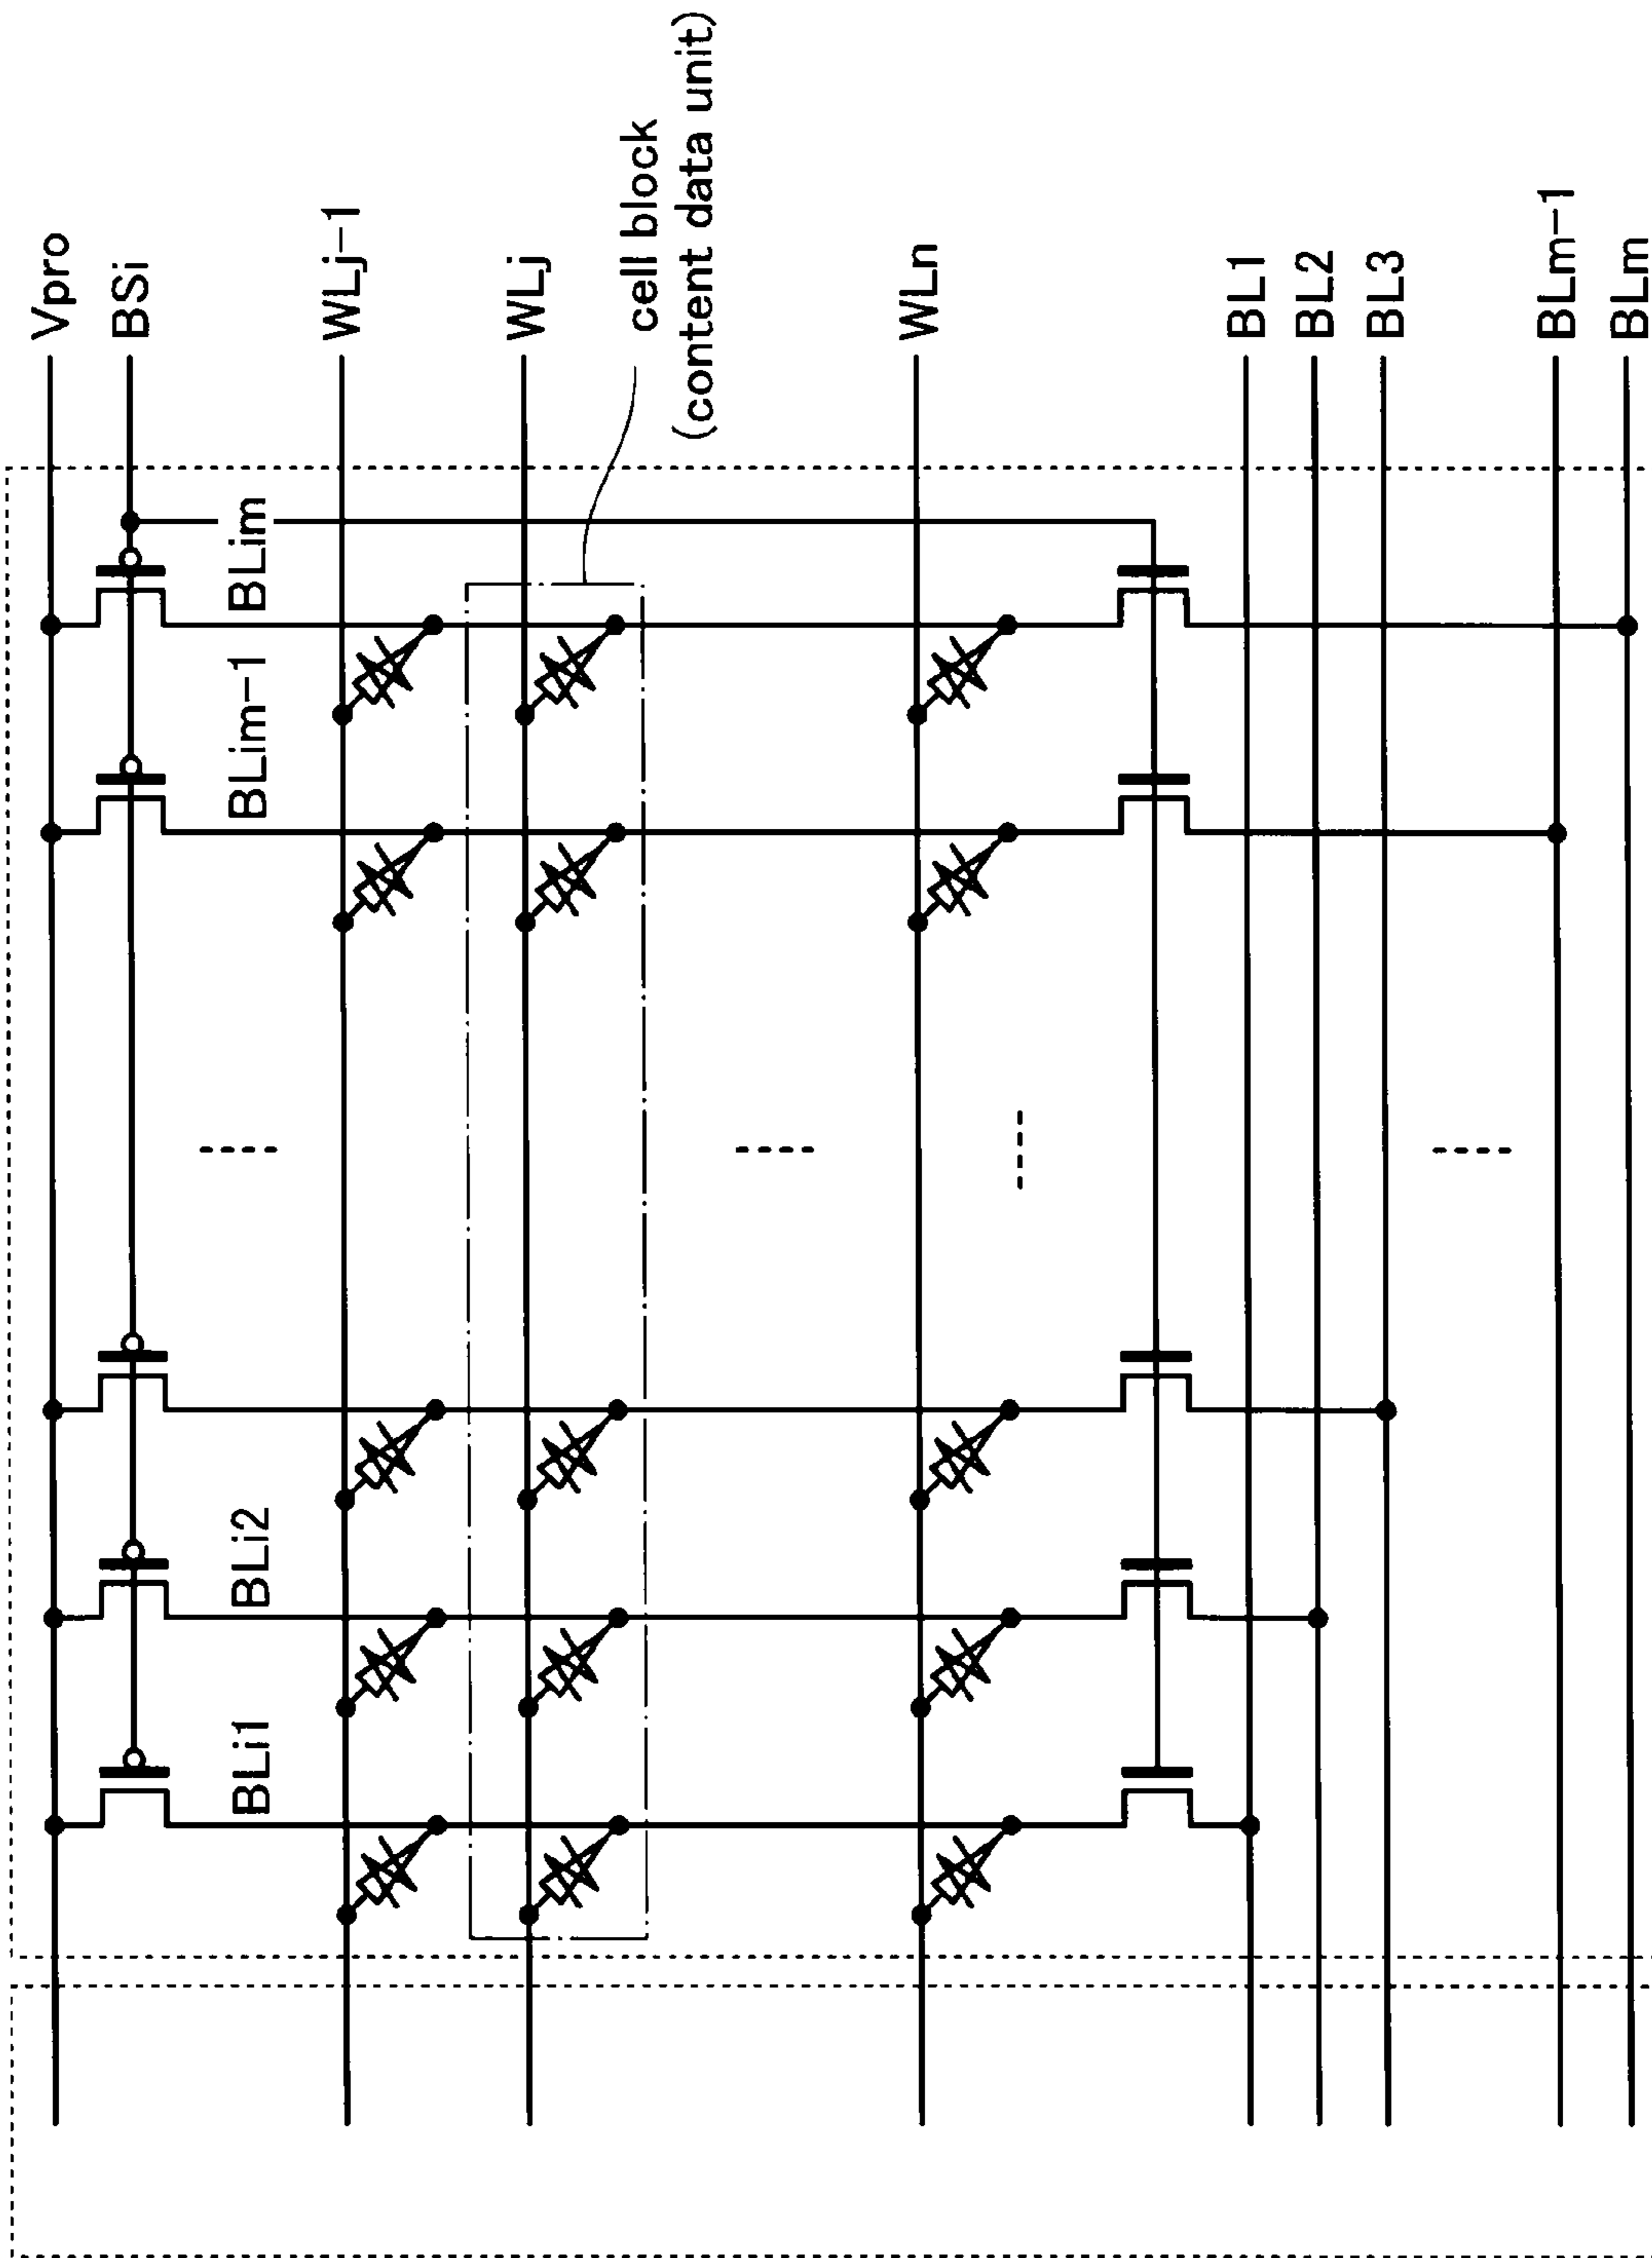 Vpro
BSi
WLj-1
WLj
cell block
(content data unit)
WLn
BL1
BL2
BL3
BLm-1
BLm
BLim
BLim-1
BLi2
BLi1